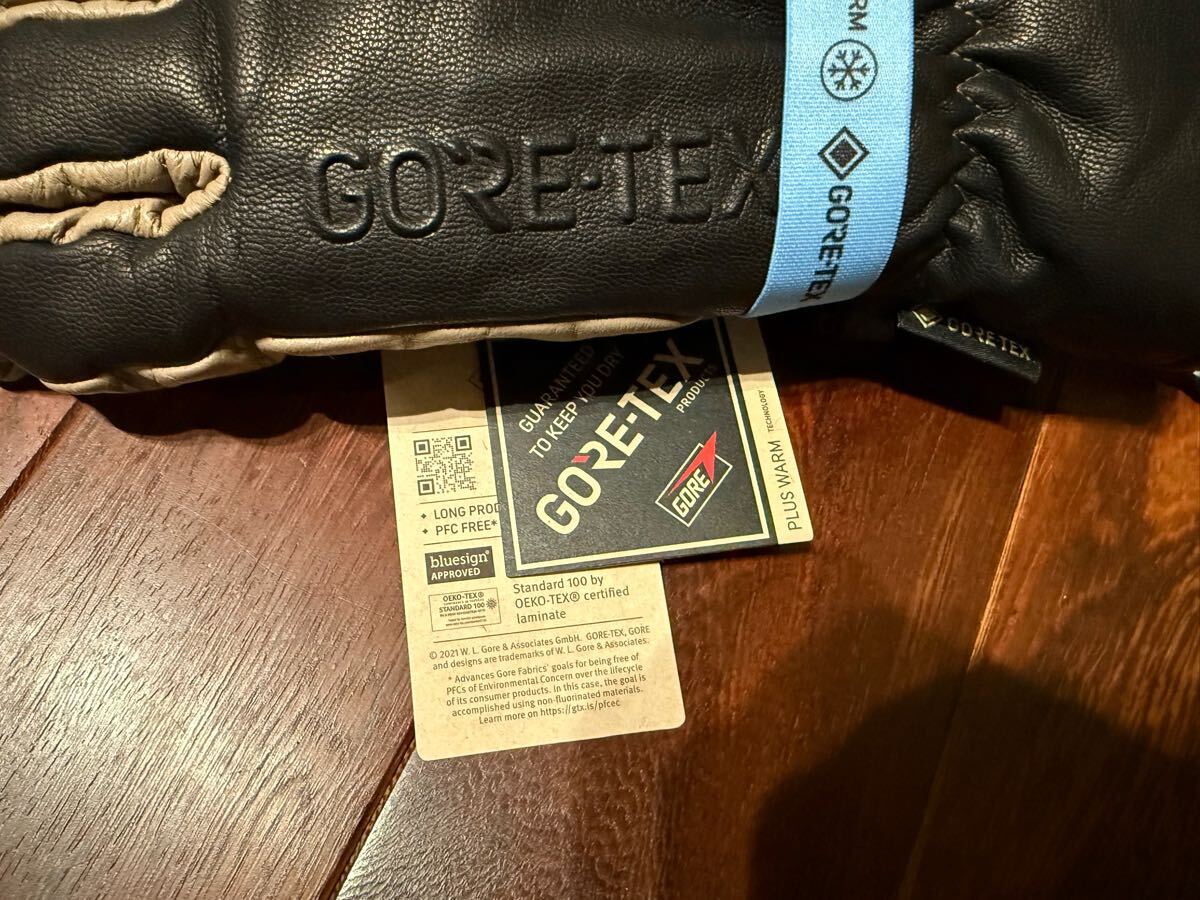 GORE-TEX
RM
GORE-TEX
GORE-TEX
GUARANTEED
TO KEEP YOU DRY
GORE-TEX
PRODUCTS
GORE
PLUS WARM TECHNOLOGY
LONG PROD
PFC FREE*
bluesign®
APPROVED
OEKO-TEX®
STANDARD 100
Standard 100 by
OEKO-TEX® certified
laminate
© 2021 W. L. Gore & Associates GmbH. GORE-TEX, GORE
and designs are trademarks of W. L. Gore & Associates.
* Advances Gore Fabrics' goals for being free of
PFCs of Environmental Concern over the lifecycle
of its consumer products. In this case, the goal is
accomplished using non-fluorinated materials.
Learn more on https://gtx.is/pfcec